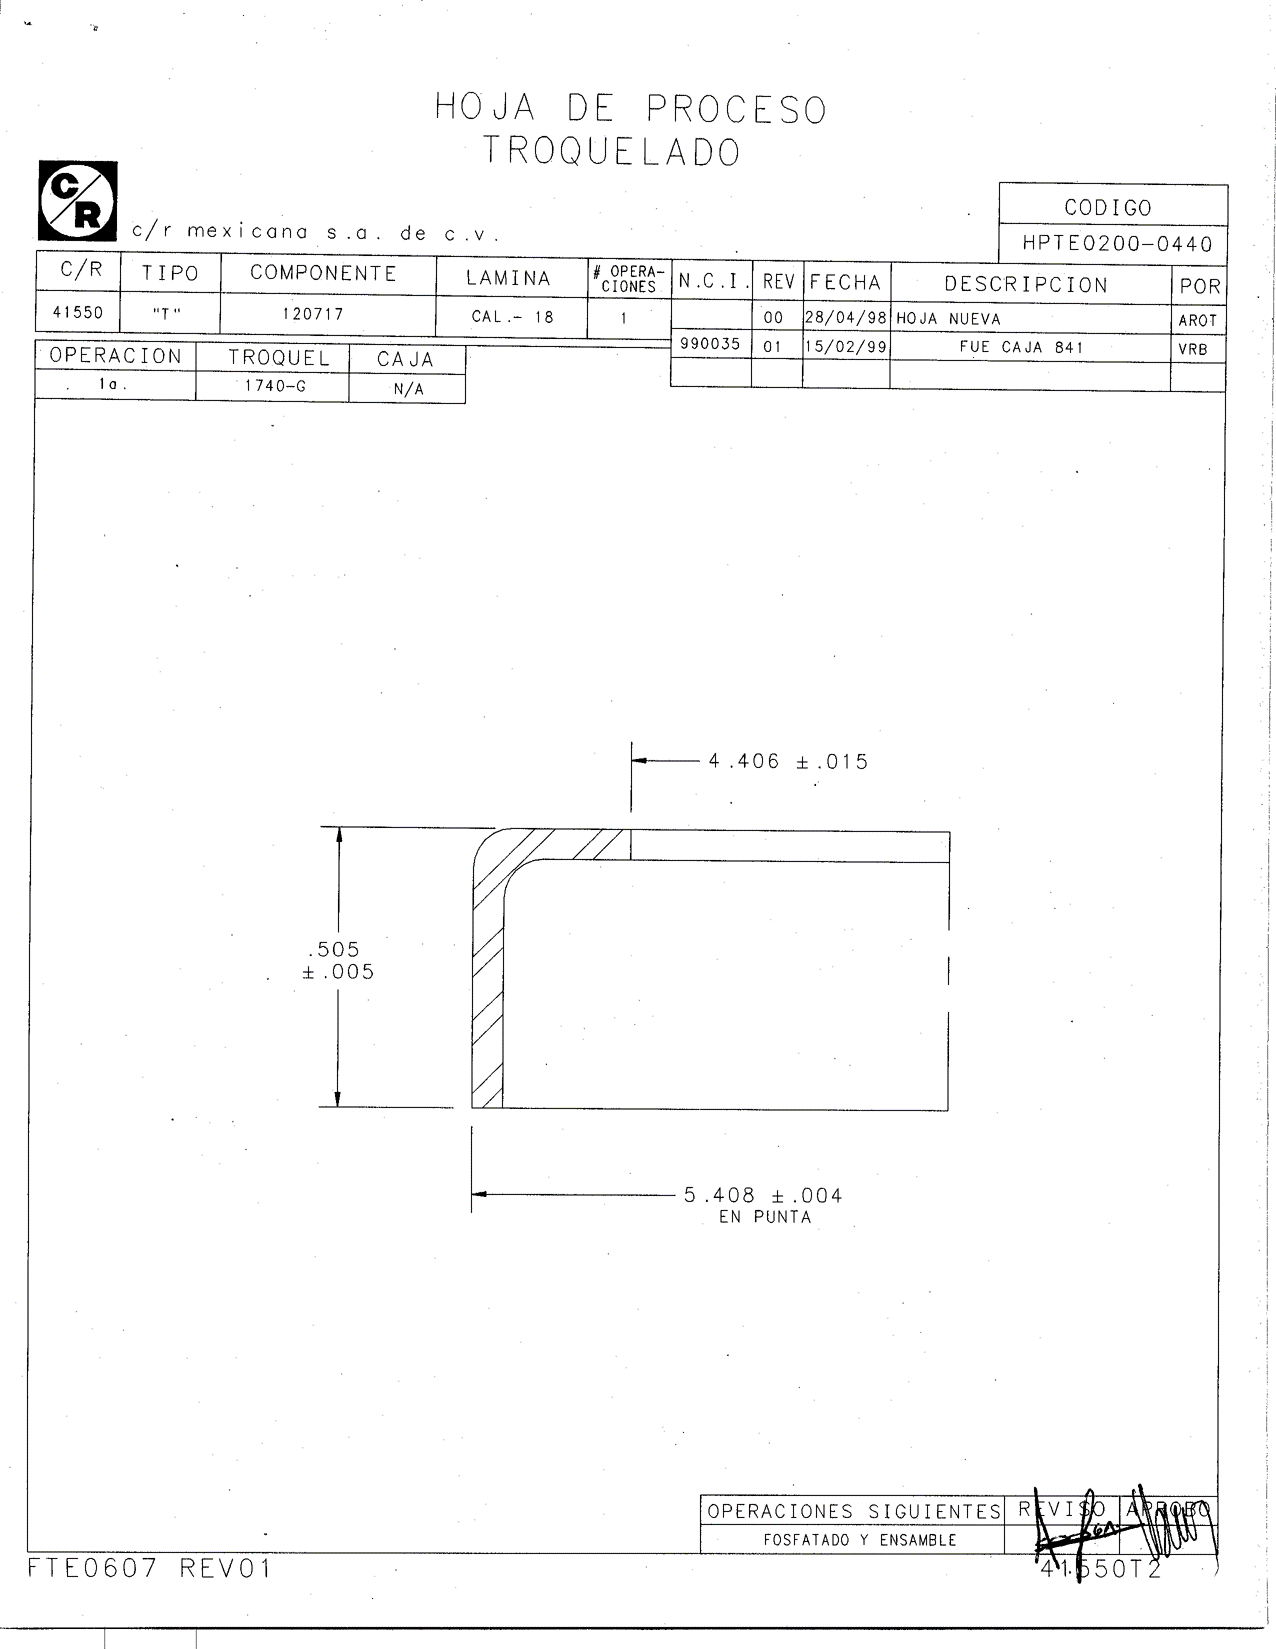 HOJA DE PROCESO
TROQUELADO
C/R
c/r mexicana s.a. de c.v.
CODIGO
HPTE0200-0440
C/R TIPO COMPONENTE LAMINA # OPERA-CIONES N.C.I. REV FECHA DESCRIPCION POR
41550 "T" 120717 CAL.- 18 1 00 28/04/98 HOJA NUEVA AROT
990035 01 15/02/99 FUE CAJA 841 VRB
OPERACION TROQUEL CAJA
1a. 1740-G N/A
4.406 ±.015
.505
±.005
5.408 ±.004
EN PUNTA
OPERACIONES SIGUIENTES REVISO APROBO
FOSFATADO Y ENSAMBLE
FTE0607 REV01
41550T2